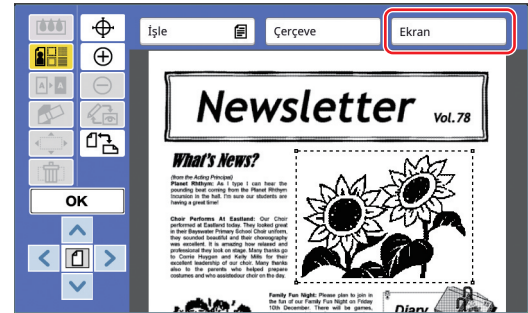 İşle
Çerçeve
Ekran
OK
Newsletter Vol. 78
What's News?
(from the Acting Principal)
Planet Rhthym: As I type I can hear the
pounding beat coming from the Planet Rhthym
Incursion in the hall. I'm sure our students are
having a great time!
Choir Performs At Eastland: Our Choir
performed at Eastland today. They looked great
in their Bayswater Primary School Choir uniform,
they sounded beautiful and their choreography
was excellent. It is amazing how relaxed and
professional they look on stage. Many thanks go
to Corrie Huygen and Kelly Mills for their
excellent leadership of our choir. Many thanks
also to the parents who helped prepare
costumes and who assistedour choir on the day.
Family Fun Night: Please plan to join in
the fun of our Family Fun Night on Friday
10th December. There will be games,
Diary